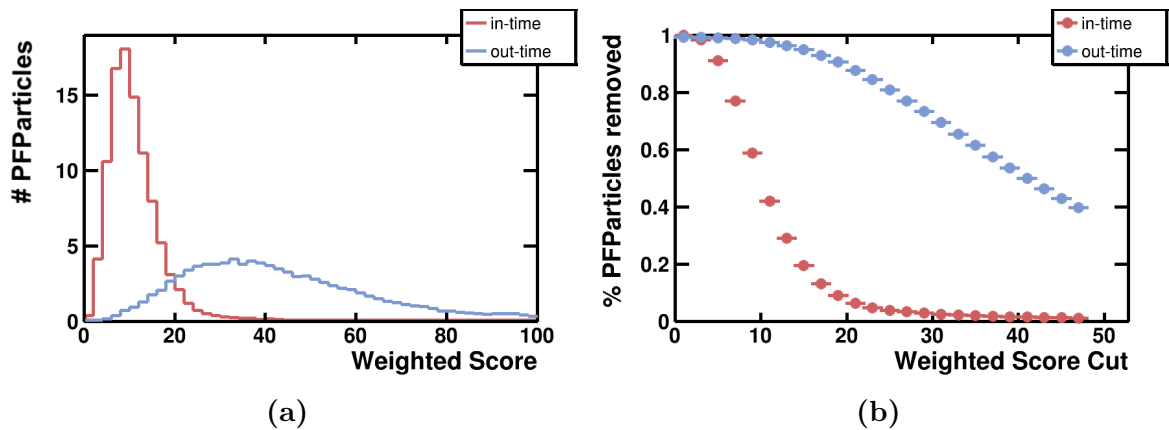 in-time
out-time
# PFParticles
15
10
5
0
0 20 40 60 80 100
Weighted Score
(a)
in-time
out-time
% PFParticles removed
1
0.8
0.6
0.4
0.2
0
0 10 20 30 40 50
Weighted Score Cut
(b)